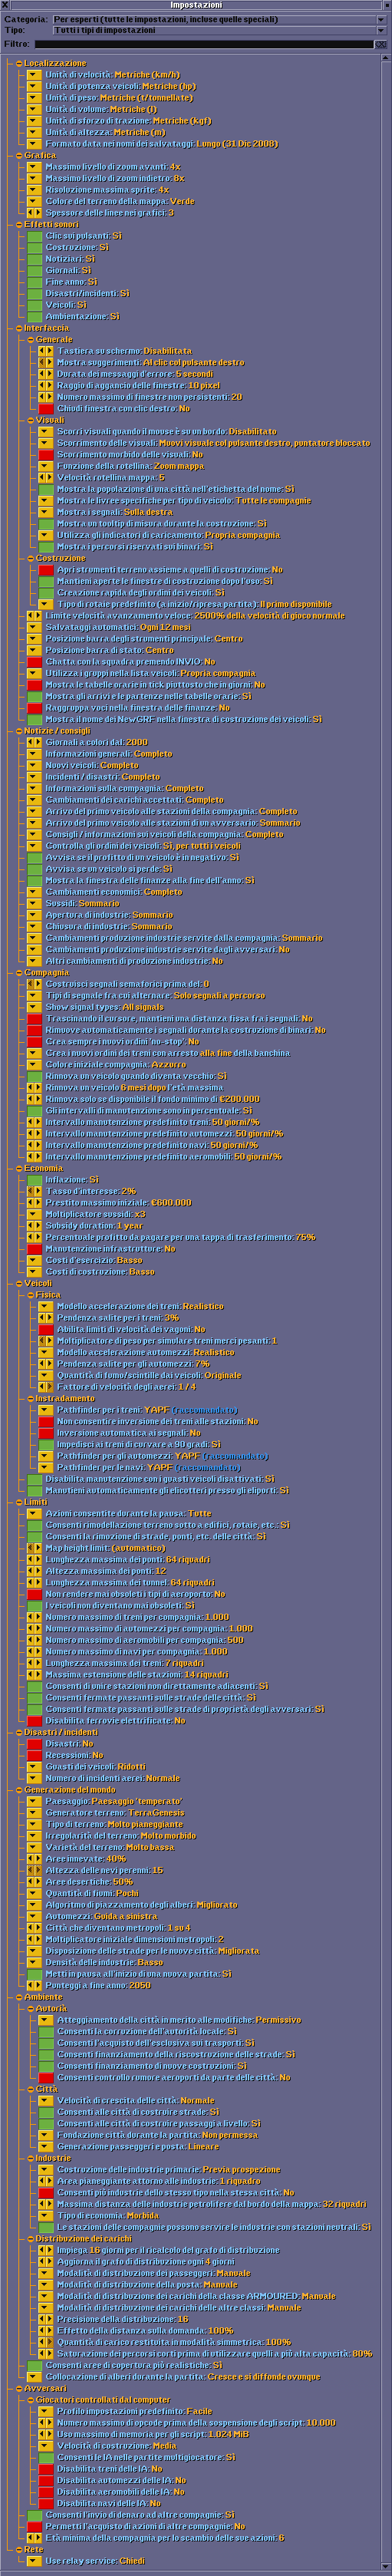 Impostazioni
Categoria: Per esperti (tutte le impostazioni, incluse quelle speciali)
Tipo: Tutti i tipi di impostazioni
Filtro:
Localizzazione
Unità di velocità: Metriche (km/h)
Unità di potenza veicoli: Metriche (hp)
Unità di peso: Metriche (t/tonnellate)
Unità di volume: Metriche (l)
Unità di sforzo di trazione: Metriche (kgf)
Unità di altezza: Metriche (m)
Formato data nei nomi dei salvataggi: Lungo (31 Dic 2008)
Grafica
Massimo livello di zoom avanti: 4x
Massimo livello di zoom indietro: 8x
Risoluzione massima sprite: 4x
Colore del terreno della mappa: Verde
Spessore delle linee nei grafici: 3
Effetti sonori
Clic sui pulsanti: Sì
Costruzione: Sì
Notiziari: Sì
Giornali: Sì
Fine anno: Sì
Disastri/incidenti: Sì
Veicoli: Sì
Ambientazione: Sì
Interfaccia
Generale
Tastiera su schermo: Disabilitata
Mostra suggerimenti: Al clic col pulsante destro
Durata dei messaggi d'errore: 5 secondi
Raggio di aggancio delle finestre: 10 pixel
Numero massimo di finestre non persistenti: 20
Chiudi finestra con clic destro: No
Visuali
Scorri visuali quando il mouse è su un bordo: Disabilitato
Scorrimento delle visuali: Muovi visuale col pulsante destro, puntatore bloccato
Scorrimento morbido delle visuali: No
Funzione della rotellina: Zoom mappa
Velocità rotellina mappa: 5
Mostra la popolazione di una città nell'etichetta del nome: Sì
Mostra le livree specifiche per tipo di veicolo: Tutte le compagnie
Mostra i segnali: Sulla destra
Mostra un tooltip di misura durante la costruzione: Sì
Utilizza gli indicatori di caricamento: Propria compagnia
Mostra i percorsi riservati sui binari: Sì
Costruzione
Apri strumenti terreno assieme a quelli di costruzione: No
Mantieni aperte le finestre di costruzione dopo l'uso: Sì
Creazione rapida degli ordini dei veicoli: Sì
Tipo di rotaie predefinito (a inizio/ripresa partita): Il primo disponibile
Limite velocità avanzamento veloce: 2500% della velocità di gioco normale
Salvataggi automatici: Ogni 12 mesi
Posizione barra degli strumenti principale: Centro
Posizione barra di stato: Centro
Chatta con la squadra premendo INVIO: No
Utilizza i groppi nella lista veicoli: Propria compagnia
Mostra le tabelle orarie in tick piuttosto che in giorni: No
Mostra gli arrivi e le partenze nelle tabelle orarie: Sì
Raggruppa voci nella finestra delle finanze: No
Mostra il nome dei NewGRF nella finestra di costruzione dei veicoli: Sì
Notizie / consigli
Giornali a colori dal: 2000
Informazioni generali: Completo
Nuovi veicoli: Completo
Incidenti / disastri: Completo
Informazioni sulla compagnia: Completo
Cambiamenti dei carichi accettati: Completo
Arrivo del primo veicolo alle stazioni della compagnia: Completo
Arrivo del primo veicolo alle stazioni di un avversario: Sommario
Consigli / informazioni sui veicoli della compagnia: Completo
Controlla gli ordini dei veicoli: Sì, per tutti i veicoli
Avvisa se il profitto di un veicolo è in negativo: Sì
Avvisa se un veicolo si perde: Sì
Mostra la finestra delle finanze alla fine dell'anno: Sì
Cambiamenti economici: Completo
Sussidi: Sommario
Apertura di industrie: Sommario
Chiusura di industrie: Sommario
Cambiamenti produzione industrie servite dalla compagnia: Sommario
Cambiamenti produzione industrie servite dagli avversari: No
Altri cambiamenti di produzione industrie: No
Compagnia
Costruisci segnali semaforici prima del: 0
Tipi di segnale fra cui alternare: Solo segnali a percorso
Show signal types: All signals
Trascinando il cursore, mantieni una distanza fissa fra i segnali: No
Rimuove automaticamente i segnali durante la costruzione di binari: No
Crea sempre i nuovi ordini 'no-stop': No
Crea i nuovi ordini dei treni con arresto alla fine della banchina
Colore iniziale compagnia: Azzurro
Rinnova un veicolo quando diventa vecchio: Sì
Rinnova un veicolo 6 mesi dopo l'età massima
Rinnova solo se disponibile il fondo minimo di €200.000
Gli intervalli di manutenzione sono in percentuale: Sì
Intervallo manutenzione predefinito treni: 50 giorni/%
Intervallo manutenzione predefinito automezzi: 50 giorni/%
Intervallo manutenzione predefinito navi: 50 giorni/%
Intervallo manutenzione predefinito aeromobili: 50 giorni/%
Economia
Inflazione: Sì
Tasso d'interesse: 2%
Prestito massimo iniziale: €600.000
Moltiplicatore sussidi: x3
Subsidy duration: 1 year
Percentuale profitto da pagare per una tappa di trasferimento: 75%
Manutenzione infrastrutture: No
Costi d'esercizio: Basso
Costi di costruzione: Basso
Veicoli
Fisica
Modello accelerazione dei treni: Realistico
Pendenza salite per i treni: 3%
Abilita limiti di velocità dei vagoni: No
Moltiplicatore di peso per simulare treni merci pesanti: 1
Modello accelerazione automezzi: Realistico
Pendenza salite per gli automezzi: 7%
Quantità di fumo/scintille dai veicoli: Originale
Fattore di velocità degli aerei: 1 / 4
Instradamento
Pathfinder per i treni: YAPF (raccomandato)
Non consentire inversione dei treni alle stazioni: No
Inversione automatica ai segnali: No
Impedisci ai treni di curvare a 90 gradi: Sì
Pathfinder per gli automezzi: YAPF (raccomandato)
Pathfinder per le navi: YAPF (raccomandato)
Disabilita manutenzione con i guasti veicoli disattivati: Sì
Manutieni automaticamente gli elicotteri presso gli eliporti: Sì
Limiti
Azioni consentite durante la pausa: Tutte
Consenti rimodellazione terreno sotto a edifici, rotaie, etc.: Sì
Consenti la rimozione di strade, ponti, etc. delle città: Sì
Map height limit: (automatico)
Lunghezza massima dei ponti: 64 riquadri
Altezza massima dei ponti: 12
Lunghezza massima dei tunnel: 64 riquadri
Non rendere mai obsoleti i tipi di aeroporto: No
I veicoli non diventano mai obsoleti: Sì
Numero massimo di treni per compagnia: 1.000
Numero massimo di automezzi per compagnia: 1.000
Numero massimo di aeromobili per compagnia: 500
Numero massimo di navi per compagnia: 1.000
Lunghezza massima dei treni: 7 riquadri
Massima estensione delle stazioni: 14 riquadri
Consenti di unire stazioni non direttamente adiacenti: Sì
Consenti fermate passanti sulle strade delle città: Sì
Consenti fermate passanti sulle strade di proprietà degli avversari: Sì
Disabilita ferrovie elettrificate: No
Disastri / incidenti
Disastri: No
Recessioni: No
Guasti dei veicoli: Ridotti
Numero di incidenti aerei: Normale
Generazione del mondo
Paesaggio: Paesaggio 'temperato'
Generatore terreno: TerraGenesis
Tipo di terreno: Molto pianeggiante
Irregolarità del terreno: Molto morbido
Varietà del terreno: Molto bassa
Aree innevate: 40%
Altezza delle nevi perenni: 15
Aree desertiche: 50%
Quantità di fiumi: Pochi
Algoritmo di piazzamento degli alberi: Migliorato
Automezzi: Guida a sinistra
Città che diventano metropoli: 1 su 4
Moltiplicatore iniziale dimensioni metropoli: 2
Disposizione delle strade per le nuove città: Migliorata
Densità delle industrie: Basso
Metti in pausa all'inizio di una nuova partita: Sì
Punteggi a fine anno: 2050
Ambiente
Autorità
Atteggiamento della città in merito alle modifiche: Permissivo
Consenti la corruzione dell'autorità locale: Sì
Consenti l'acquisto dell'esclusiva sui trasporti: Sì
Consenti finanziamento della ricostruzione delle strade: Sì
Consenti finanziamento di nuove costruzioni: Sì
Consenti controllo rumore aeroporti da parte delle città: No
Città
Velocità di crescita delle città: Normale
Consenti alle città di costruire strade: Sì
Consenti alle città di costruire passaggi a livello: Sì
Fondazione città durante la partita: Non permessa
Generazione passeggeri e posta: Lineare
Industrie
Costruzione delle industrie primarie: Previa prospezione
Area pianeggiante attorno alle industrie: 1 riquadro
Consenti più industrie dello stesso tipo nella stessa città: No
Massima distanza delle industrie petrolifere dal bordo della mappa: 32 riquadri
Tipo di economia: Morbida
Le stazioni delle compagnie possono servire le industrie con stazioni neutrali: Sì
Distribuzione dei carichi
Impiega 16 giorni per il ricalcolo del grafo di distribuzione
Aggiorna il grafo di distribuzione ogni 4 giorni
Modalità di distribuzione dei passeggeri: Manuale
Modalità di distribuzione della posta: Manuale
Modalità di distribuzione dei carichi della classe ARMOURED: Manuale
Modalità di distribuzione dei carichi delle altre classi: Manuale
Precisione della distribuzione: 16
Effetto della distanza sulla domanda: 100%
Quantità di carico restituita in modalità simmetrica: 100%
Saturazione dei percorsi corti prima di utilizzare quelli a più alta capacità: 80%
Consenti aree di copertura più realistiche: Sì
Collocazione di alberi durante la partita: Cresce e si diffonde ovunque
Avversari
Giocatori controllati dal computer
Profilo impostazioni predefinito: Facile
Numero massimo di opcode prima della sospensione degli script: 10.000
Uso massimo di memoria per gli script: 1.024 MiB
Velocità di costruzione: Media
Consenti le IA nelle partite multigiocatore: Sì
Disabilita treni delle IA: No
Disabilita automezzi delle IA: No
Disabilita aeromobili delle IA: No
Disabilita navi delle IA: No
Consenti l'invio di denaro ad altre compagnie: Sì
Permetti l'acquisto di azioni di altre compagnie: No
Età minima della compagnia per lo scambio delle sue azioni: 6
Rete
Use relay service: Chiedi